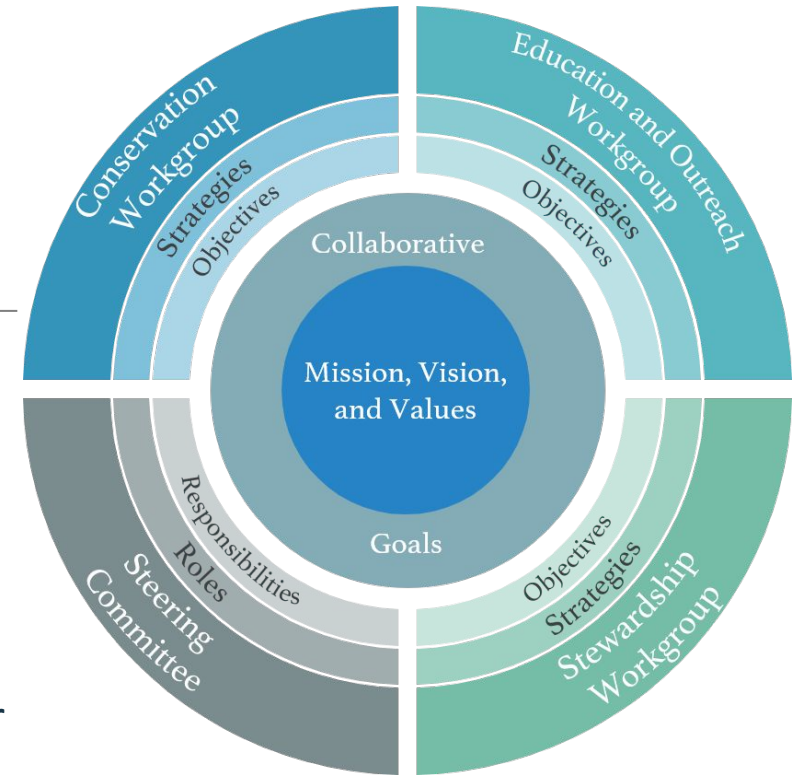 Conservation
Workgroup
Strategies
Objectives
Education and Outreach
Workgroup
Strategies
Objectives
Collaborative
Mission, Vision,
and Values
Goals
Responsibilities
Roles
Steering
Committee
Objectives
Strategies
Stewardship
Workgroup